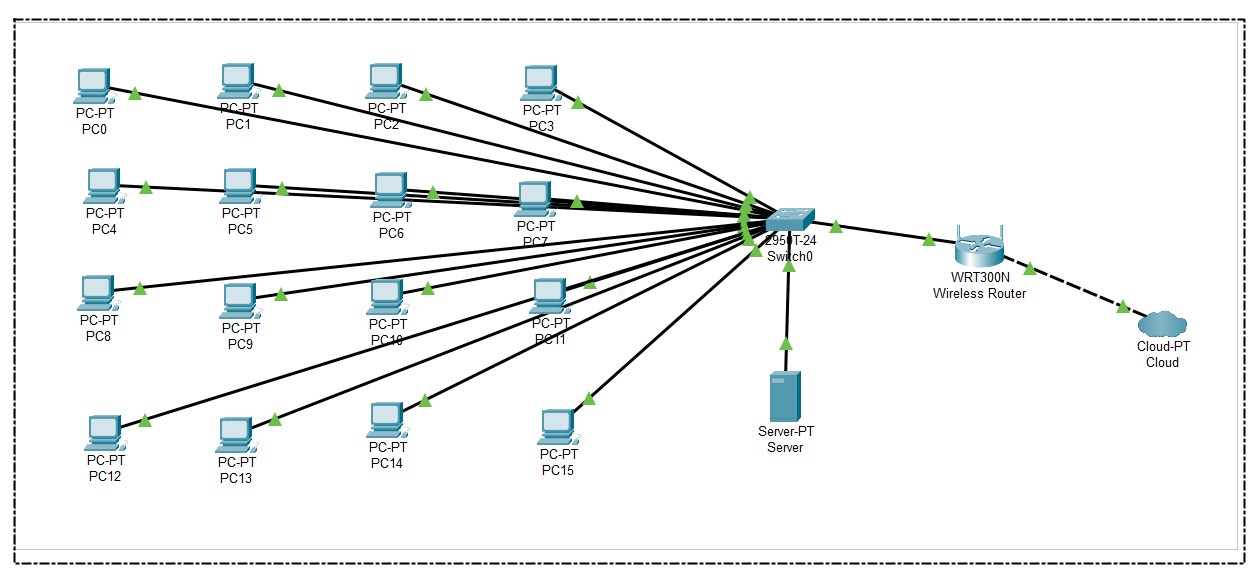 PC-PT
PC0
PC-PT
PC1
PC-PT
PC2
PC-PT
PC3
PC-PT
PC4
PC-PT
PC5
PC-PT
PC6
PC-PT
PC7
2950T-24
Switch0
WRT300N
Wireless Router
Cloud-PT
Cloud
PC-PT
PC8
PC-PT
PC9
PC-PT
PC10
PC-PT
PC11
PC-PT
PC12
PC-PT
PC13
PC-PT
PC14
PC-PT
PC15
Server-PT
Server